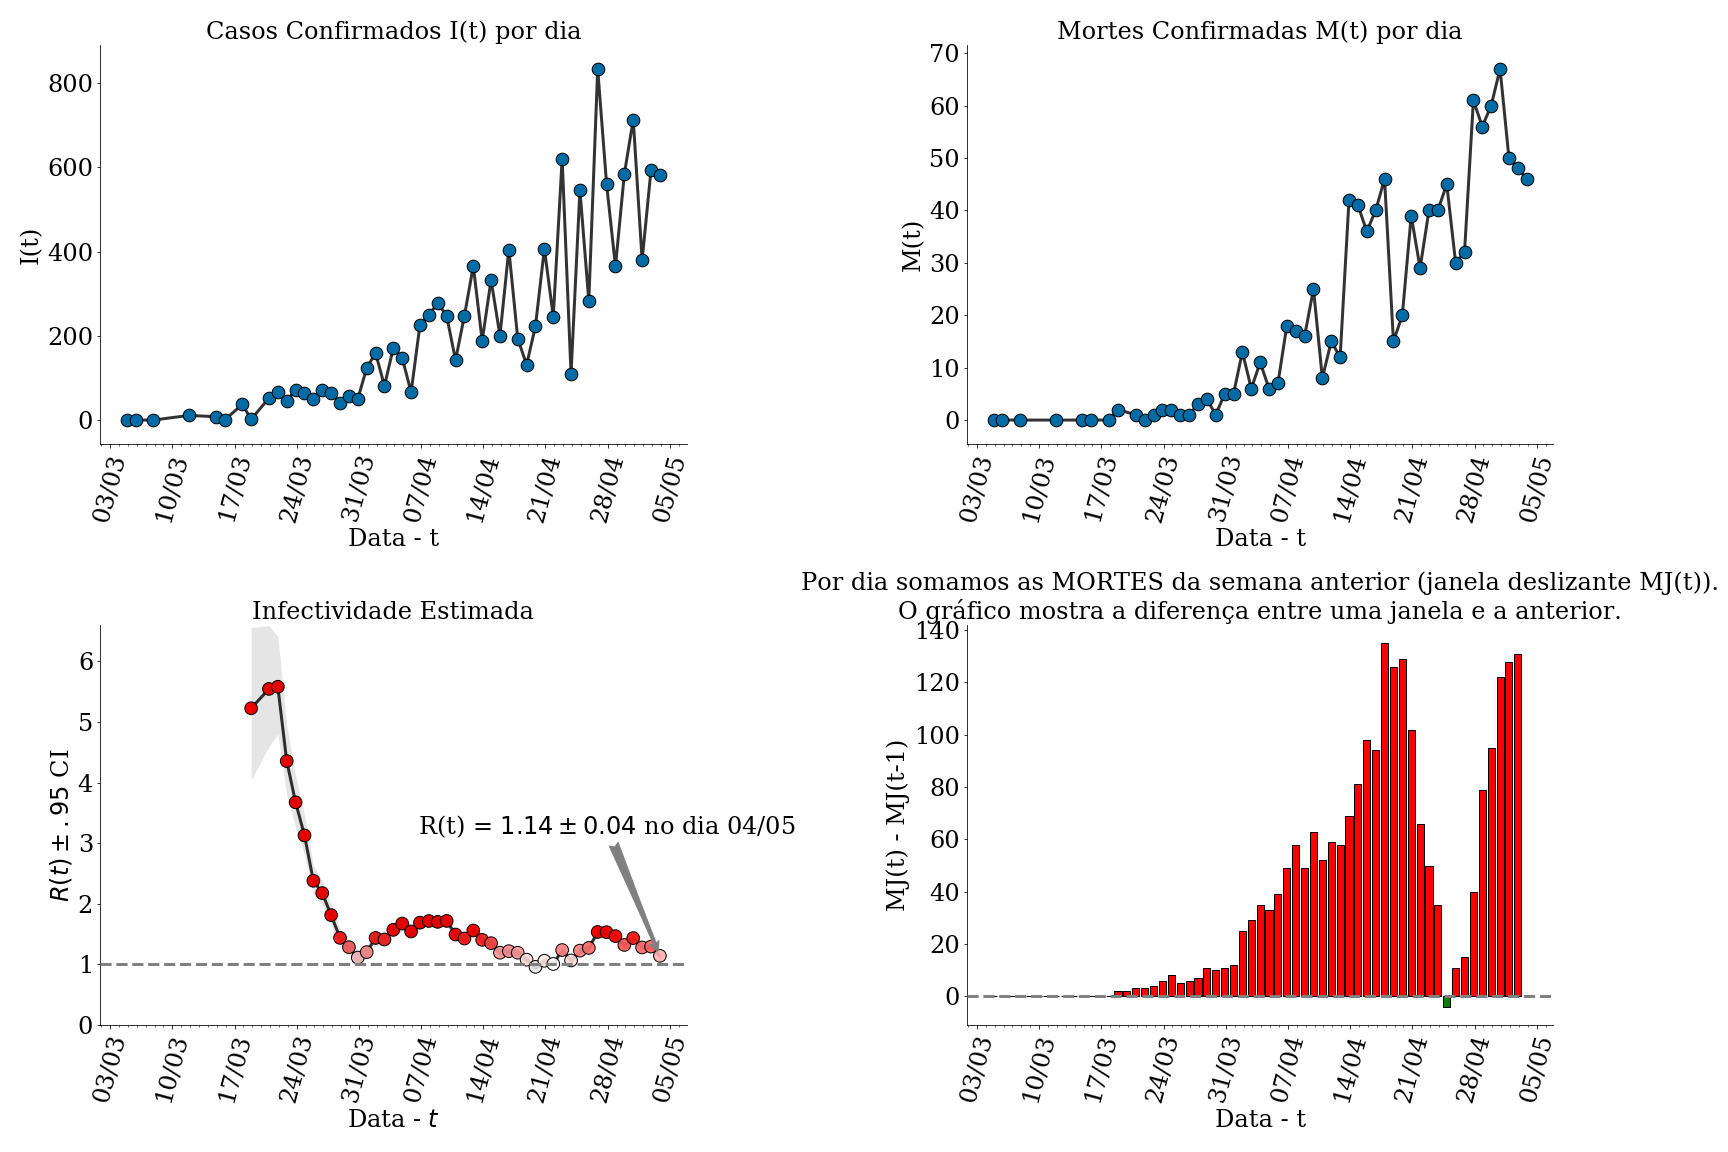 Casos Confirmados I(t) por dia
I(t)
800
600
400
200
0
03/03 10/03 17/03 24/03 31/03 07/04 14/04 21/04 28/04 05/05
Data - t
Mortes Confirmadas M(t) por dia
M(t)
70
60
50
40
30
20
10
0
03/03 10/03 17/03 24/03 31/03 07/04 14/04 21/04 28/04 05/05
Data - t
Infectividade Estimada
R(t) ± .95 CI
6
5
4
3
2
1
0
R(t) = 1.14 ± 0.04 no dia 04/05
03/03 10/03 17/03 24/03 31/03 07/04 14/04 21/04 28/04 05/05
Data - t
Por dia somamos as MORTES da semana anterior (janela deslizante MJ(t)).
O gráfico mostra a diferença entre uma janela e a anterior.
MJ(t) - MJ(t-1)
140
120
100
80
60
40
20
0
03/03 10/03 17/03 24/03 31/03 07/04 14/04 21/04 28/04 05/05
Data - t